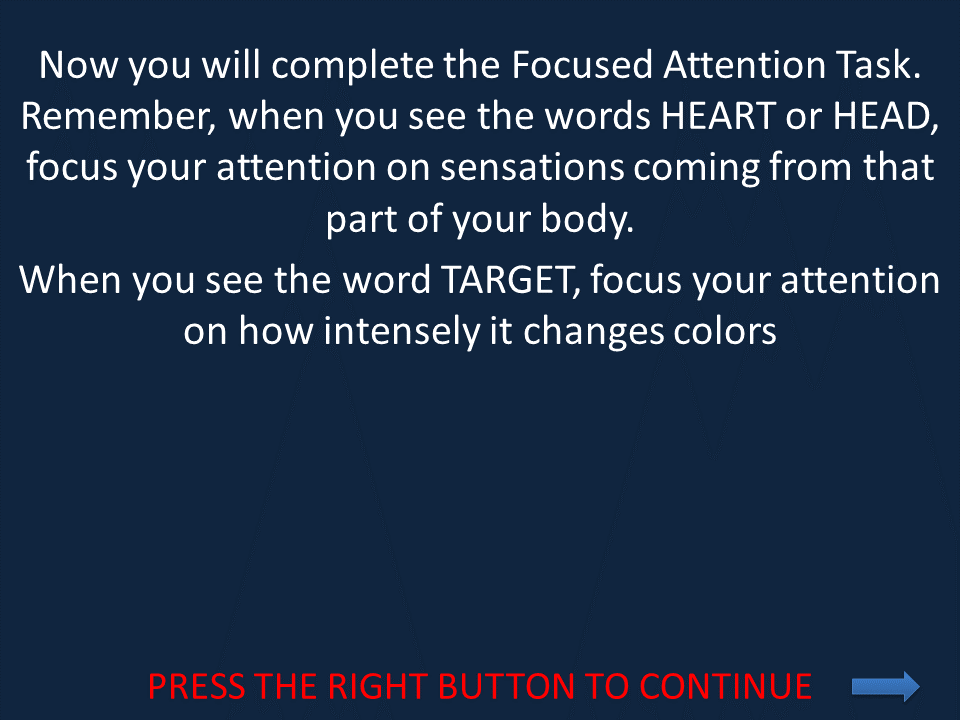 Now you will complete the Focused Attention Task.
Remember, when you see the words HEART or HEAD,
focus your attention on sensations coming from that
part of your body.
When you see the word TARGET, focus your attention
on how intensely it changes colors
PRESS THE RIGHT BUTTON TO CONTINUE